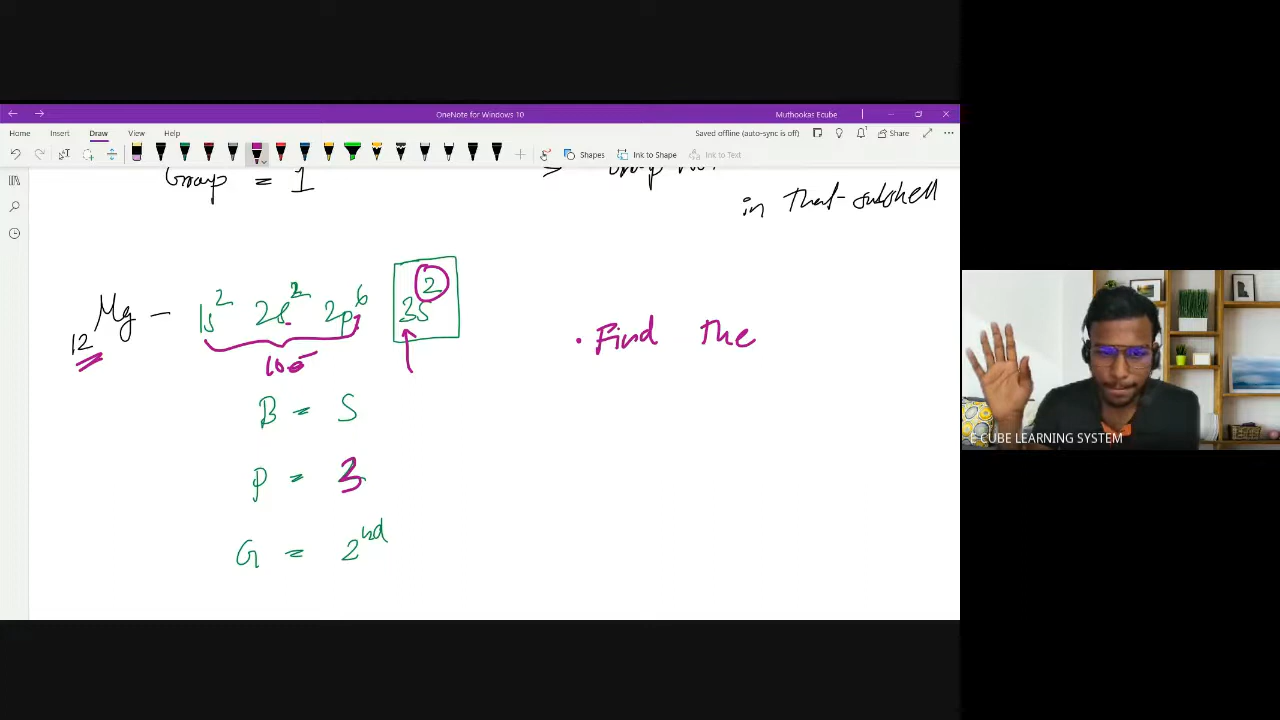 OneNote for Windows 10
Muthookas Ecube
Home Insert Draw View Help
Saved offline (auto-sync is off) Share
Shapes Ink to Shape Ink to Text
Group = 1
in that subshell
12 Mg - 1s² 2s² 2p⁶ 3s²
10e⁻
• Find the
B = S
P = 3
G = 2nd
E CUBE LEARNING SYSTEM